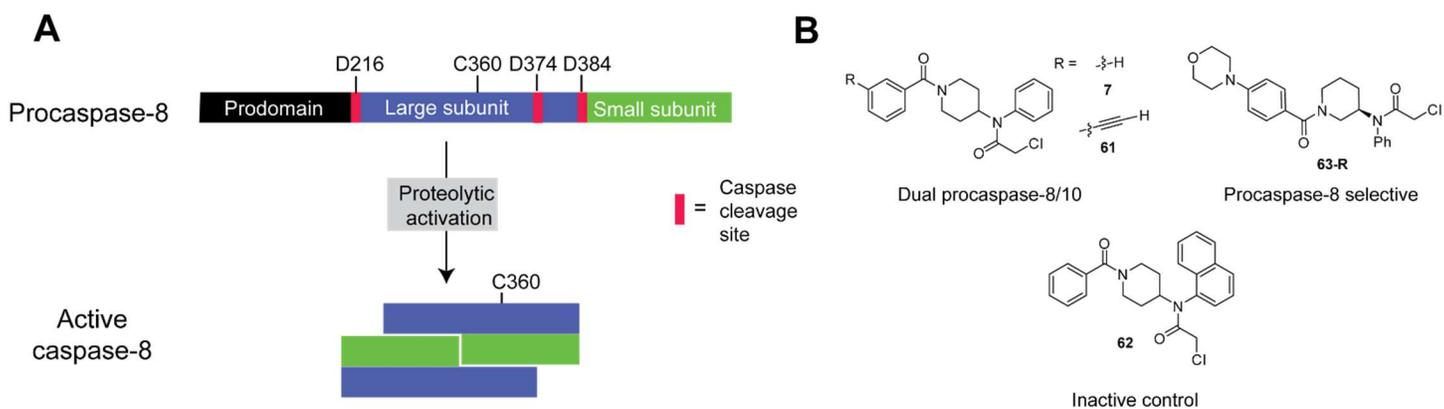 A
D216
C360
D374
D384
Procaspase-8
Prodomain
Large subunit
Small subunit
Proteolytic
activation
=
Caspase
cleavage
site
C360
Active
caspase-8
B
R
O
N
N
O
Cl
R =
H
7
H
61
Dual procaspase-8/10
O
N
O
N
N
Ph
O
Cl
63-R
Procaspase-8 selective
O
N
N
O
Cl
62
Inactive control